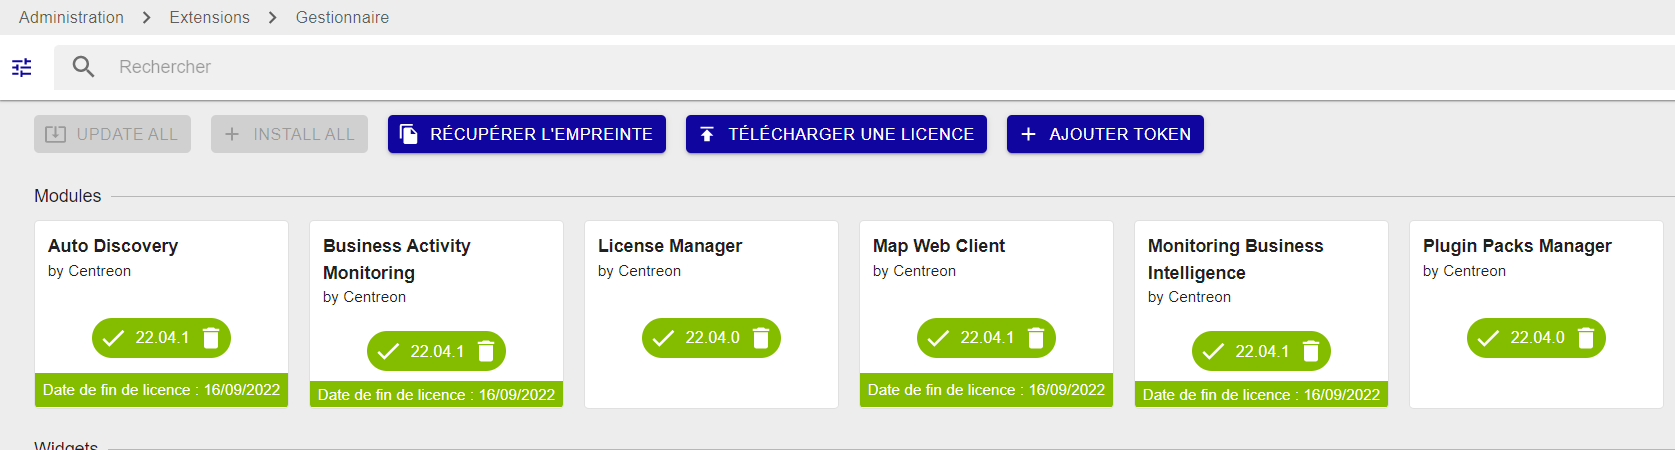 Administration > Extensions > Gestionnaire
Rechercher
UPDATE ALL
INSTALL ALL
RÉCUPÉRER L'EMPREINTE
TÉLÉCHARGER UNE LICENCE
AJOUTER TOKEN
Modules
Auto Discovery
by Centreon
22.04.1
Date de fin de licence : 16/09/2022
Business Activity
Monitoring
by Centreon
22.04.1
Date de fin de licence : 16/09/2022
License Manager
by Centreon
22.04.0
Map Web Client
by Centreon
22.04.1
Date de fin de licence : 16/09/2022
Monitoring Business
Intelligence
by Centreon
22.04.1
Date de fin de licence : 16/09/2022
Plugin Packs Manager
by Centreon
22.04.0
Widgets